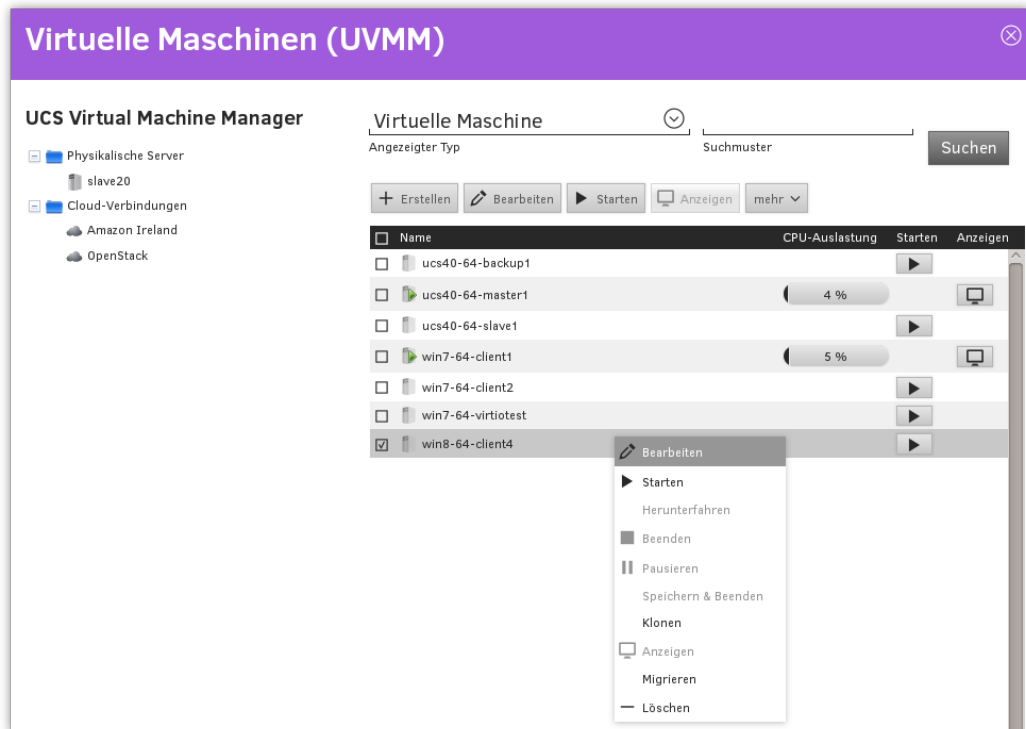 Virtuelle Maschinen (UVMM)
UCS Virtual Machine Manager
Physikalische Server
slave20
Cloud-Verbindungen
Amazon Ireland
OpenStack
Virtuelle Maschine
Angezeigter Typ
Suchmuster
Suchen
Erstellen Bearbeiten Starten Anzeigen mehr
Name CPU-Auslastung Starten Anzeigen
ucs40-64-backup1
ucs40-64-master1 4 %
ucs40-64-slave1
win7-64-client1 5 %
win7-64-client2
win7-64-virtiotest
win8-64-client4
Bearbeiten
Starten
Herunterfahren
Beenden
Pausieren
Speichern & Beenden
Klonen
Anzeigen
Migrieren
Löschen